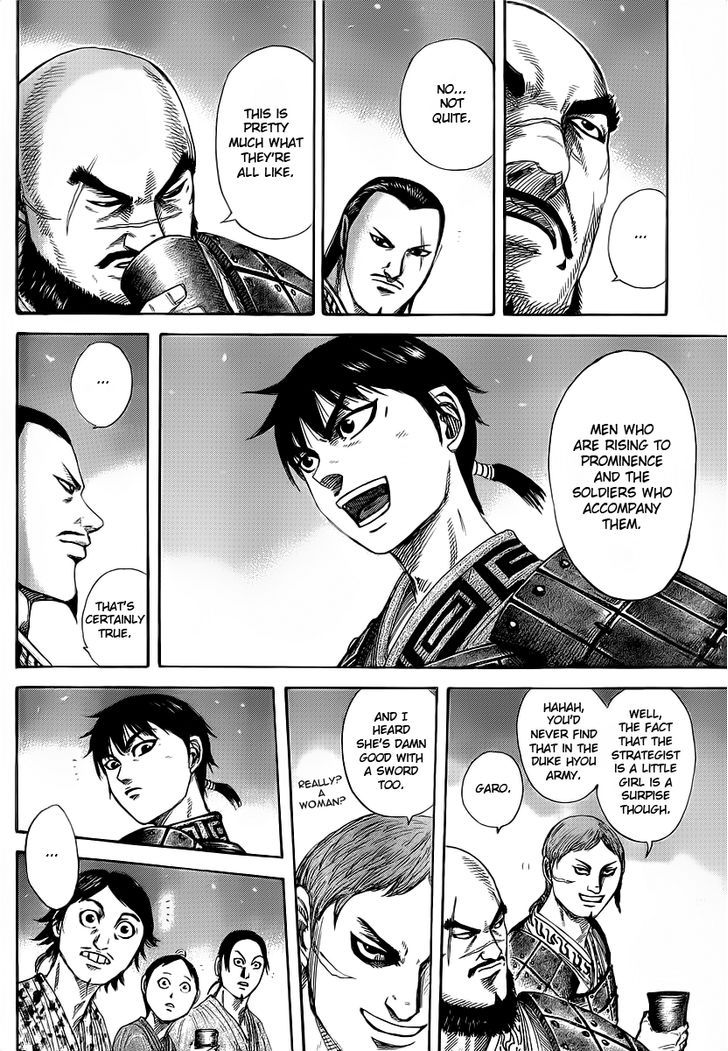 ...
NO...
NOT
QUITE.
THIS IS
PRETTY
MUCH WHAT
THEY'RE
ALL LIKE.
MEN WHO
ARE RISING TO
PROMINENCE
AND THE
SOLDIERS WHO
ACCOMPANY
THEM.
...
THAT'S
CERTAINLY
TRUE.
WELL,
THE FACT
THAT THE
STRATEGIST
IS A LITTLE
GIRL IS A
SURPISE
THOUGH.
HAHAH,
YOU'D
NEVER FIND
THAT IN THE
DUKE HYOU
ARMY.
GARO.
AND I
HEARD
SHE'S DAMN
GOOD WITH
A SWORD
TOO.
REALLY?
A
WOMAN?
...